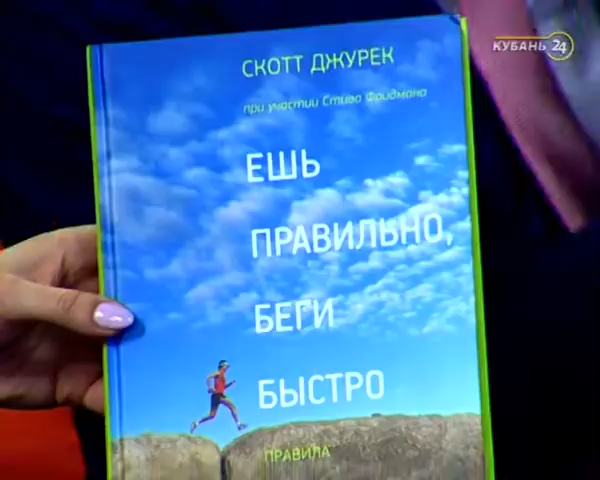 КУБАНЬ 24
СКОТТ ДЖУРЕК
при участии Стива Фридмана
ЕШЬ
ПРАВИЛЬНО,
БЕГИ
БЫСТРО
ПРАВИЛА